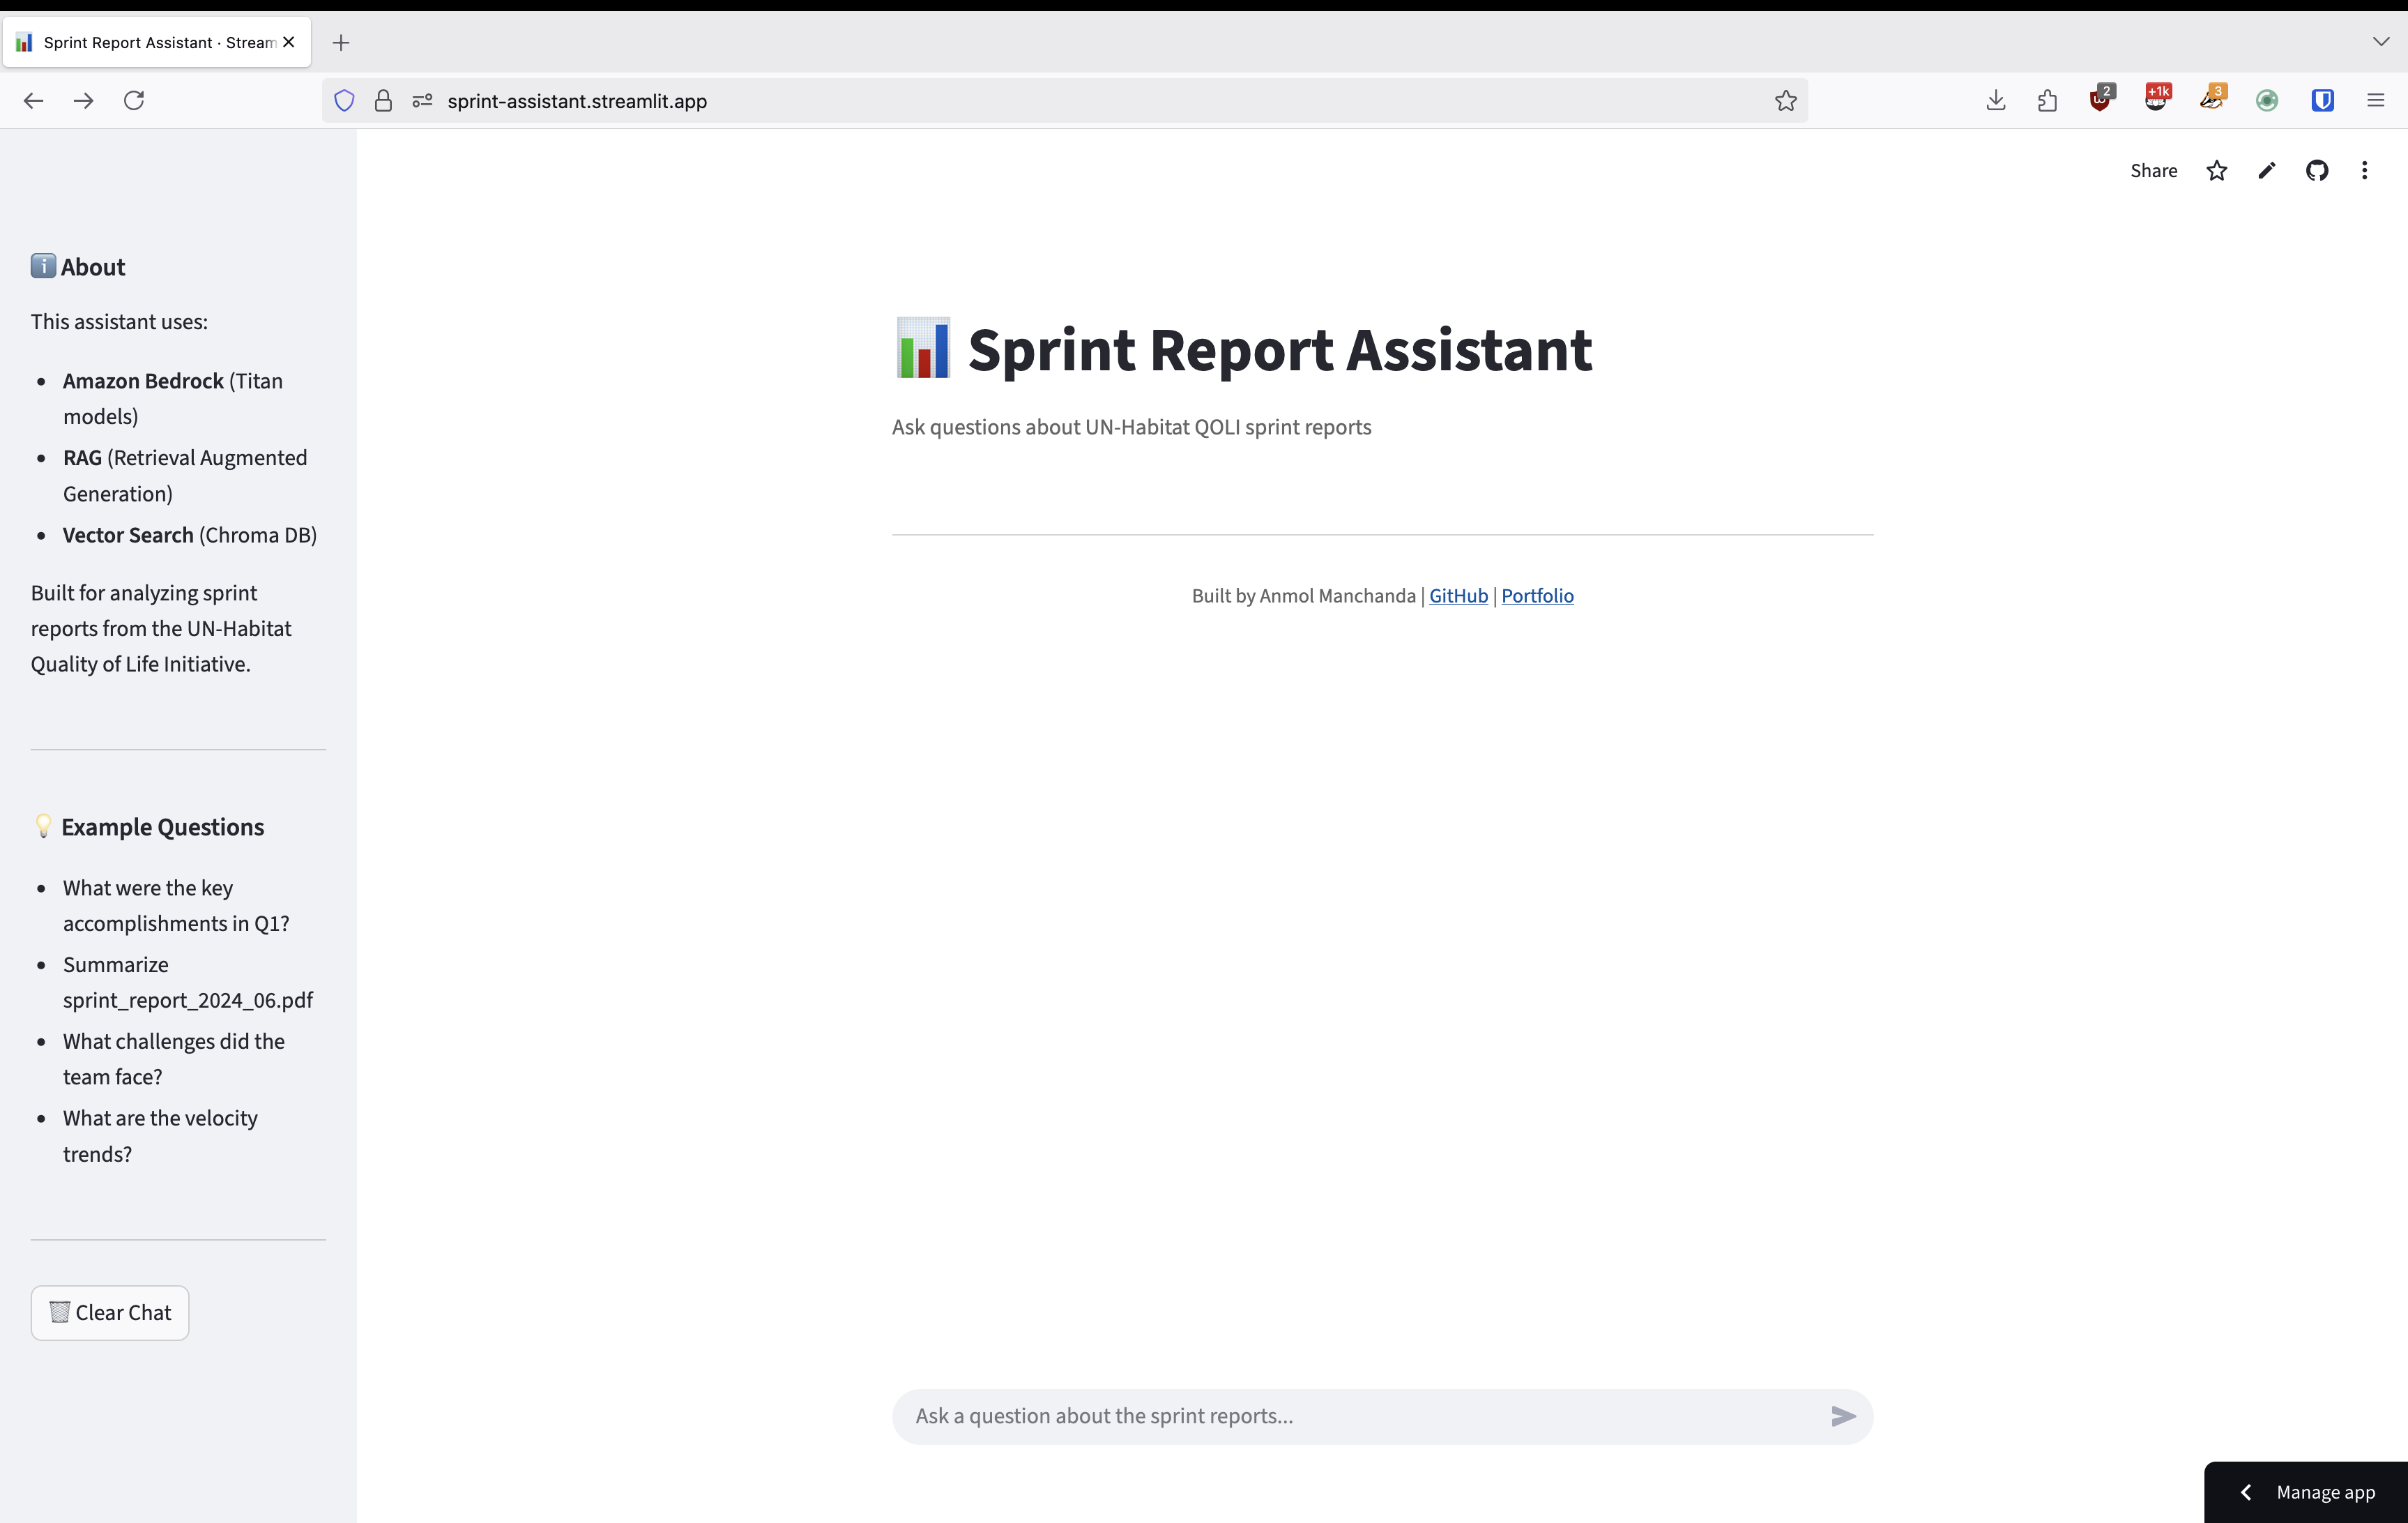 Sprint Report Assistant · Stream
sprint-assistant.streamlit.app
2
+1k
3
Share
About
This assistant uses:
Amazon Bedrock (Titan
models)
RAG (Retrieval Augmented
Generation)
Vector Search (Chroma DB)
Built for analyzing sprint
reports from the UN-Habitat
Quality of Life Initiative.
Example Questions
What were the key
accomplishments in Q1?
Summarize
sprint_report_2024_06.pdf
What challenges did the
team face?
What are the velocity
trends?
Clear Chat
Sprint Report Assistant
Ask questions about UN-Habitat QOLI sprint reports
Built by Anmol Manchanda | GitHub | Portfolio
Ask a question about the sprint reports...
Manage app